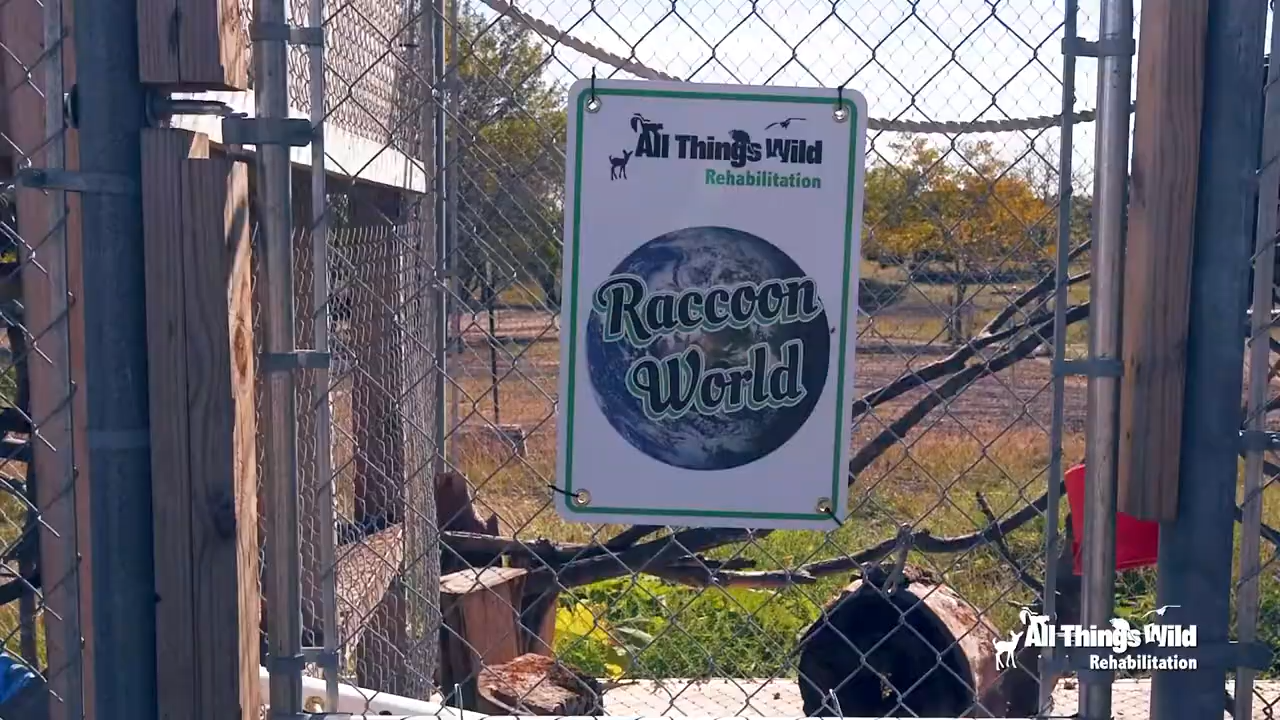 All Things Wild
Rehabilitation
Raccoon
World
All Things Wild
Rehabilitation